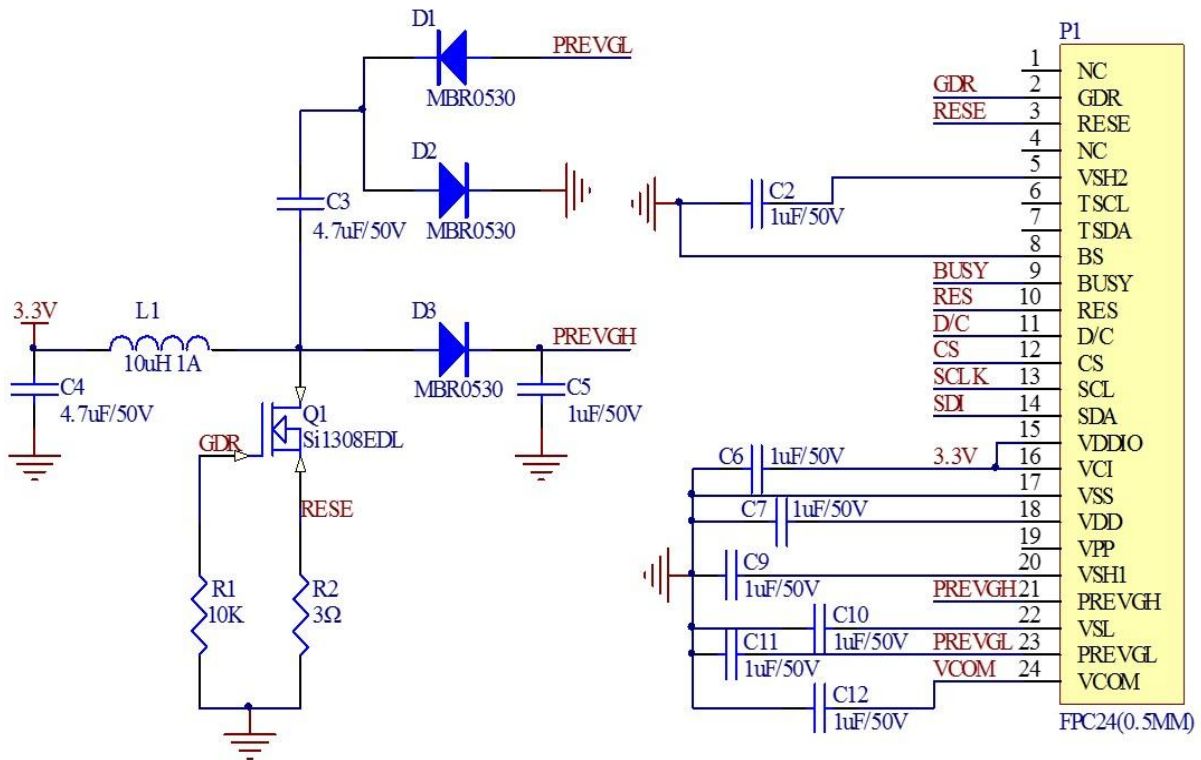 D1
PREVGL
MBR0530
D2
MBR0530
C3
4.7uF/50V
3.3V
L1
10uH 1A
C4
4.7uF/50V
D3
MBR0530
PREVGH
C5
1uF/50V
Q1
Si1308EDL
GDR
RESE
R1
10K
R2
3Ω
P1
1 NC
GDR 2 GDR
RESE 3 RESE
4 NC
5 VSH2
C2
1uF/50V
6 TSCL
7 TSDA
8 BS
BUSY 9 BUSY
RES 10 RES
D/C 11 D/C
CS 12 CS
SCLK 13 SCL
SDI 14 SDA
15 VDDIO
C6 1uF/50V 3.3V 16 VCI
17 VSS
C7 1uF/50V 18 VDD
19 VPP
C9 20 VSH1
1uF/50V
PREVGH 21 PREVGH
C10 22 VSL
1uF/50V
C11 PREVGL 23 PREVGL
1uF/50V
VCOM 24 VCOM
C12
1uF/50V
FPC24(0.5MM)